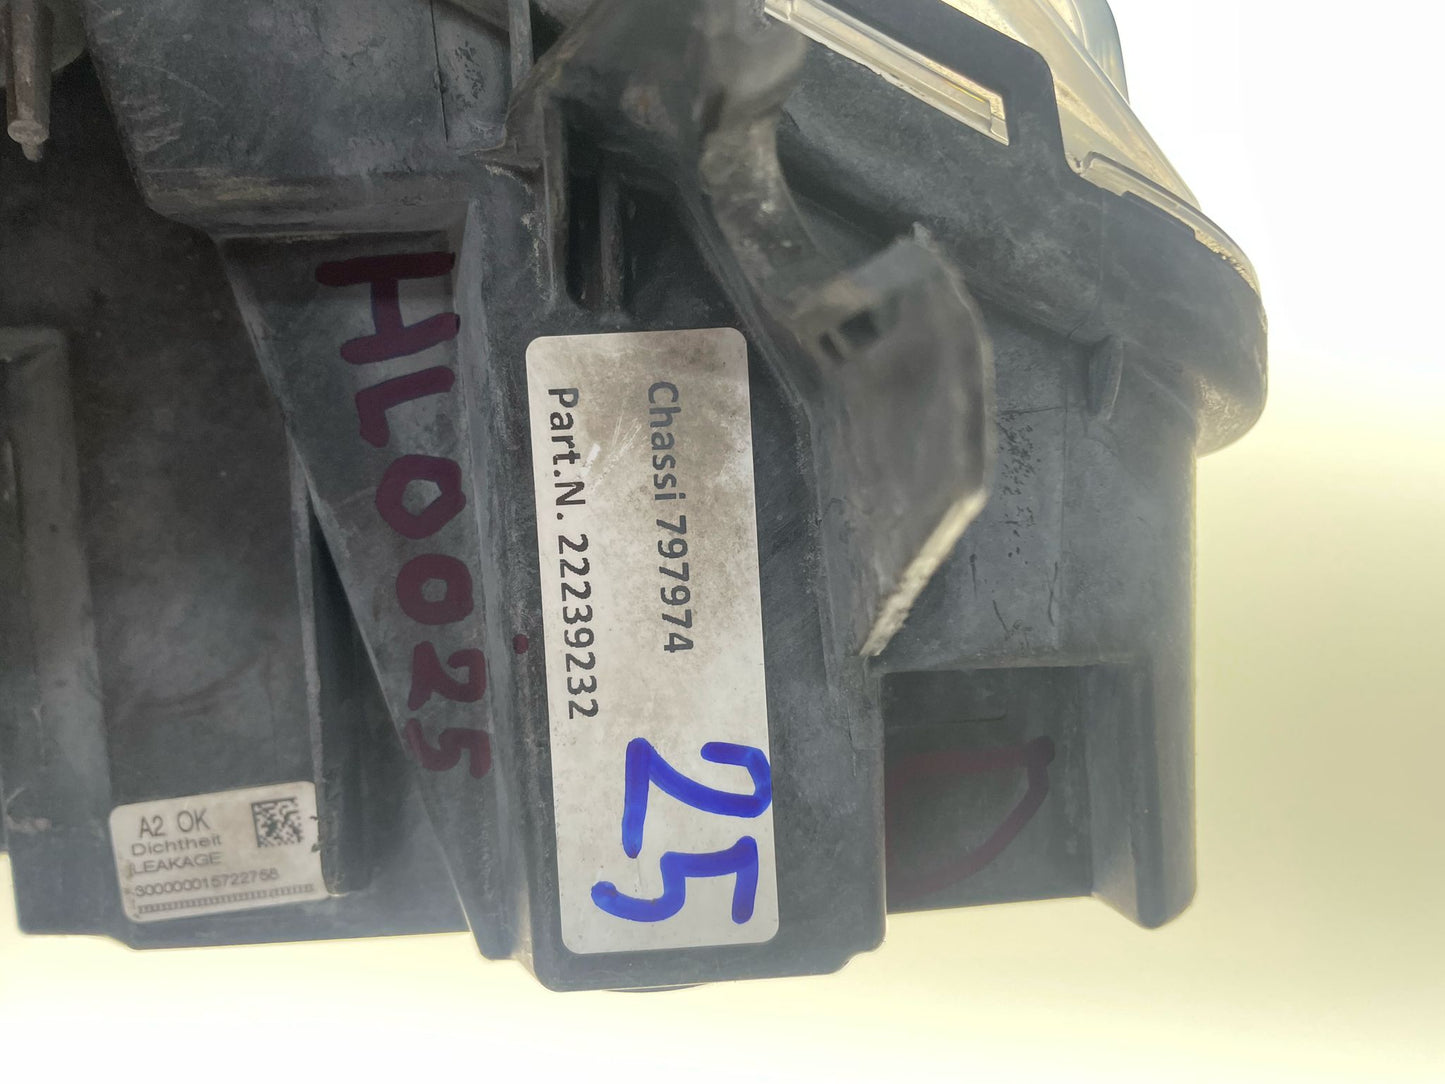 HL0025
Chassi 797974
Part.N. 22239232
25
A2 OK
Dichtheit
LEAKAGE
300000015722758